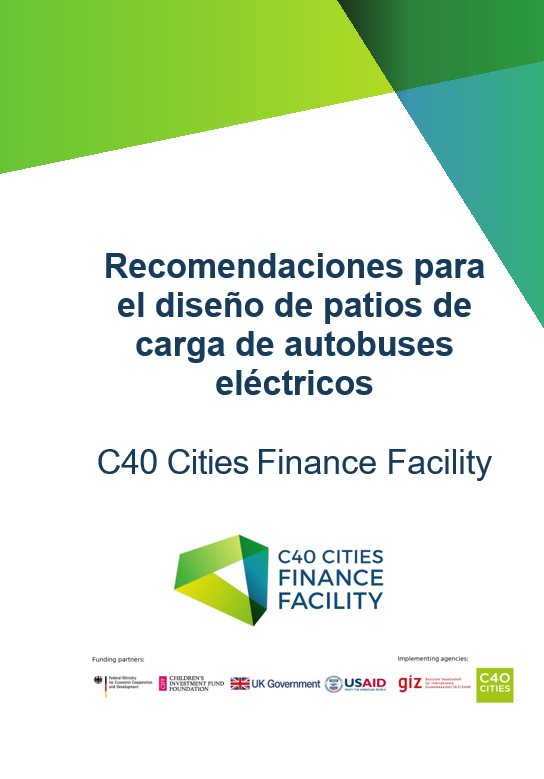 Recomendaciones para
el diseño de patios de
carga de autobuses
eléctricos
C40 Cities Finance Facility
C40 CITIES
FINANCE
FACILITY
Funding partners:
Implementing agencies:
Federal Ministry
for Economic Cooperation
and Development
CIFF
CHILDREN'S
INVESTMENT FUND
FOUNDATION
UK Government
USAID
FROM THE AMERICAN PEOPLE
giz
Deutsche Gesellschaft
für Internationale
Zusammenarbeit (GIZ) GmbH
C40
CITIES